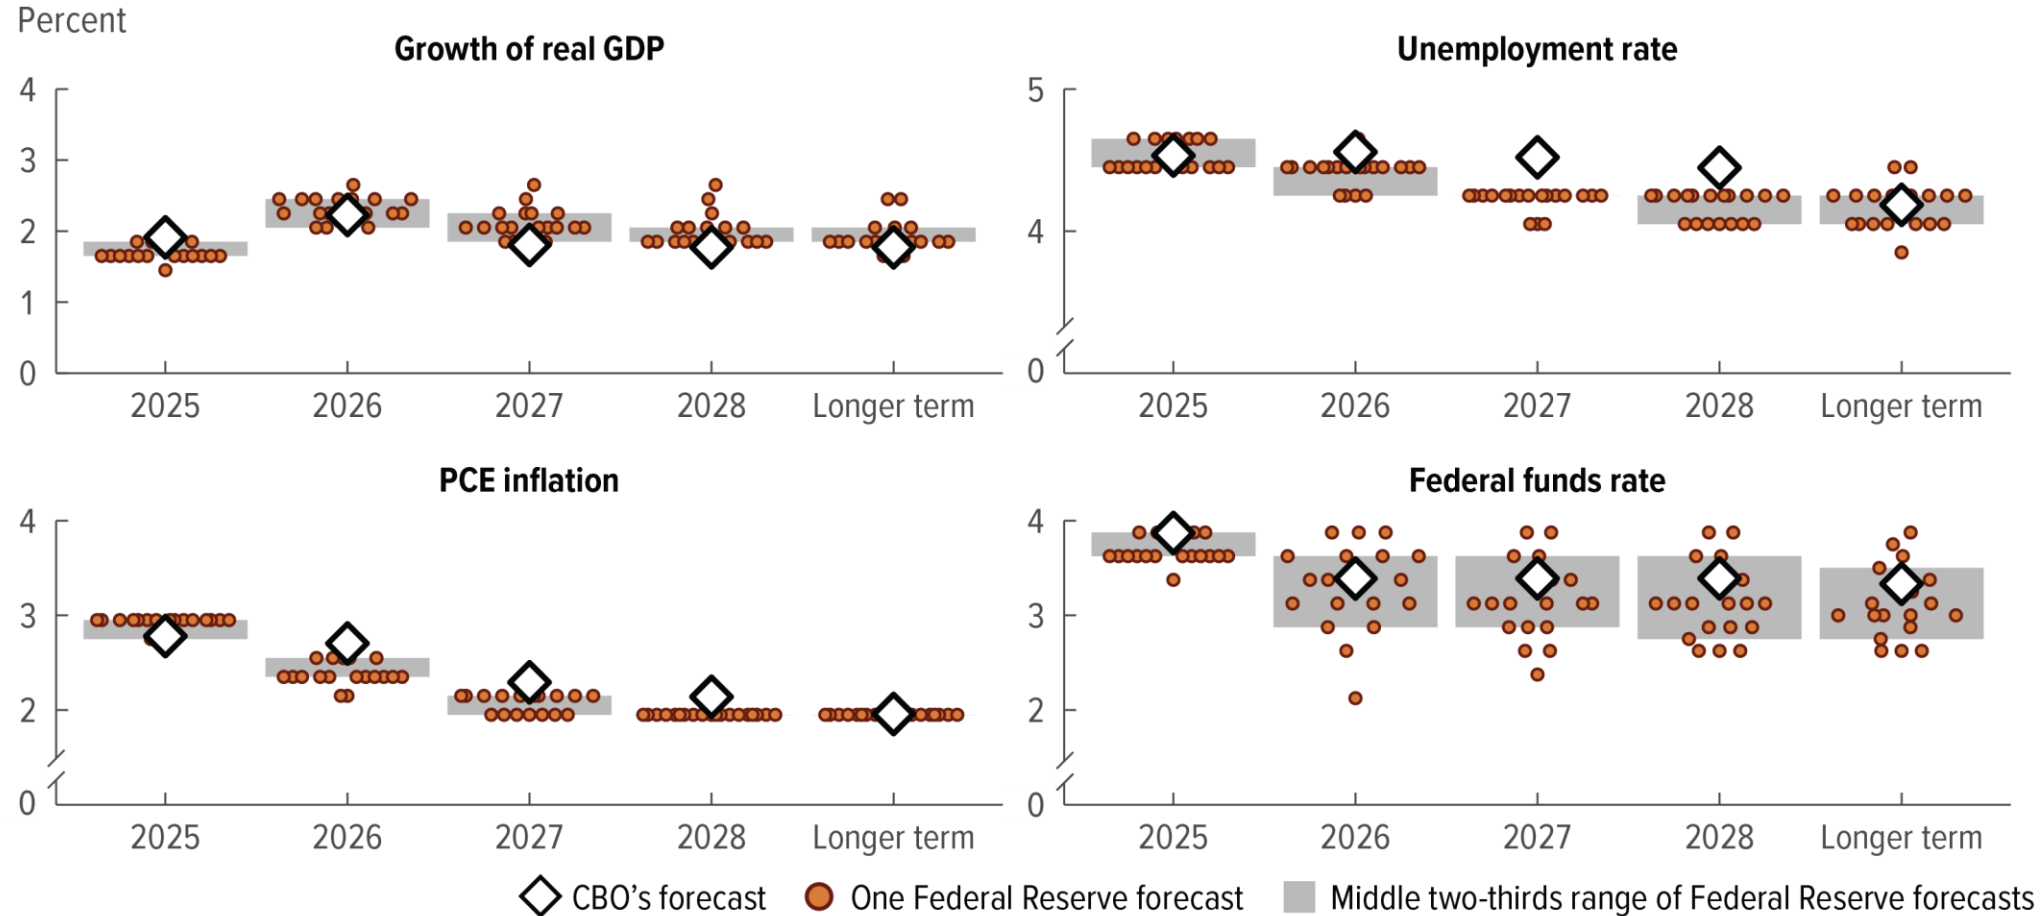 Percent
Growth of real GDP
4
3
2
1
0
2025 2026 2027 2028 Longer term
Unemployment rate
5
4
0
2025 2026 2027 2028 Longer term
PCE inflation
4
3
2
0
2025 2026 2027 2028 Longer term
Federal funds rate
4
3
2
0
2025 2026 2027 2028 Longer term
CBO's forecast One Federal Reserve forecast Middle two-thirds range of Federal Reserve forecasts